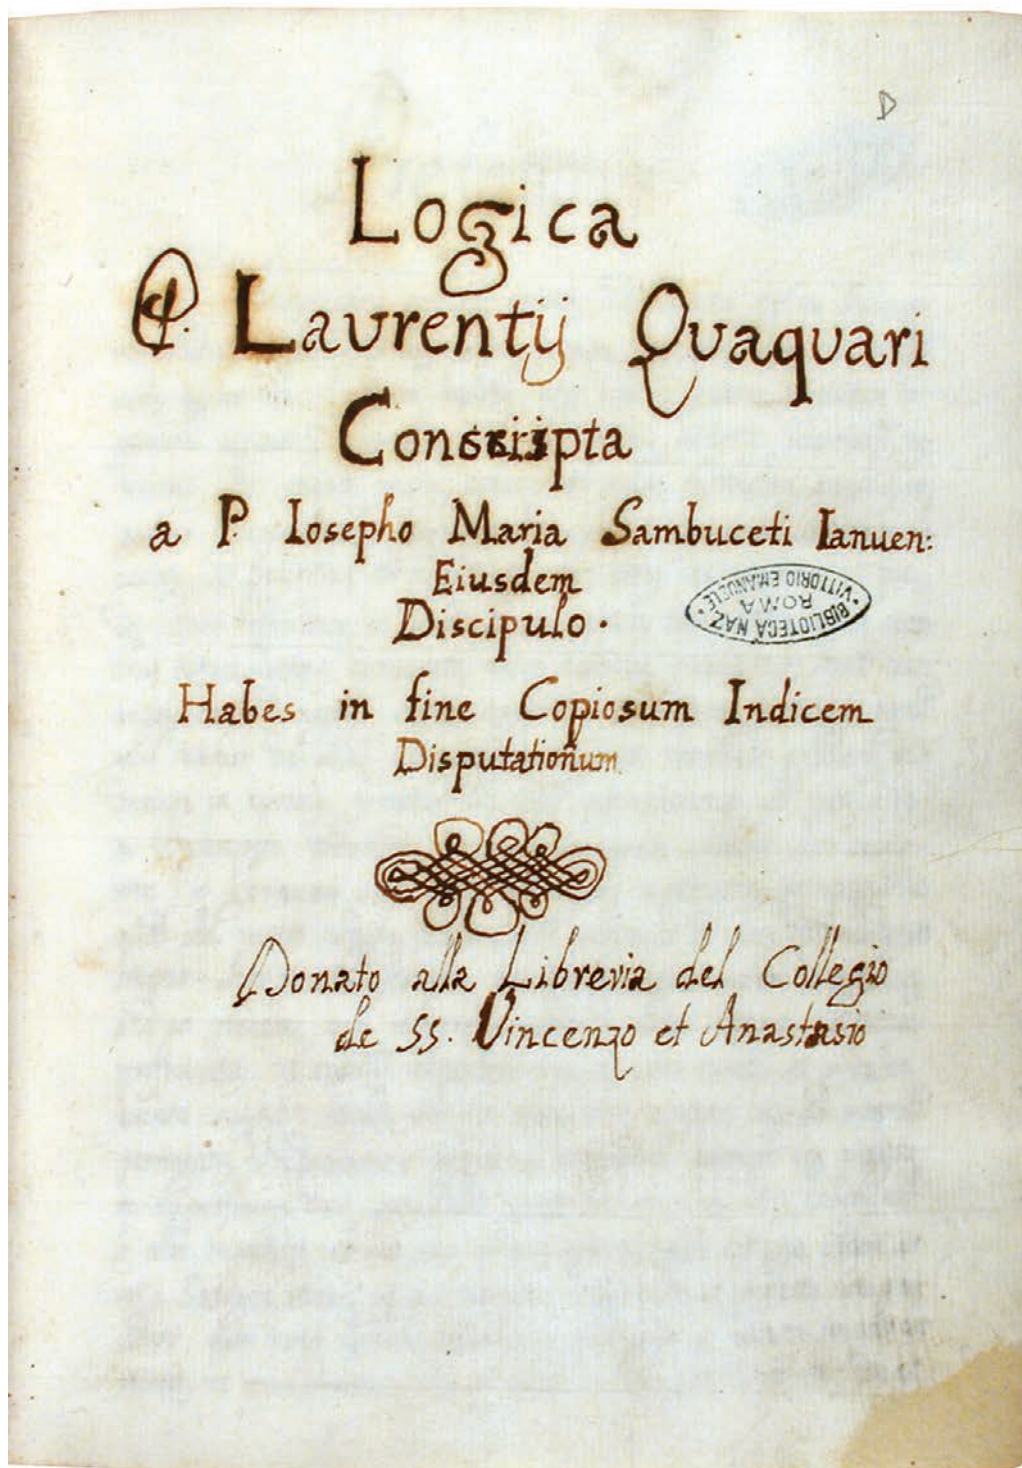 D
Logica
P. Laurentij Quaquari
Conscripta
a P. Iosepho Maria Sambuceti Ianuen:
Eiusdem
Discipulo.
BIBLIOTECA NAZ.
ROMA
VITTORIO EMANUELE
Habes in fine Copiosum Indicem
Disputationum
Donato alla Libreria del Collegio
de SS. Vincenzo et Anastasio